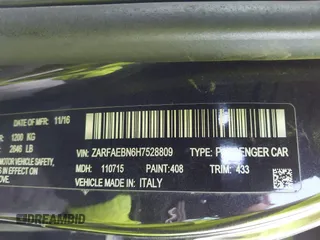 DATE OF MFR: 11/16
1200 KG
2646 LB
VIN: ZARFAEBN6H7528809 TYPE: PASSENGER CAR
MDH: 110715 PAINT:408 TRIM: 433
VEHICLE MADE IN ITALY
DREAMBID